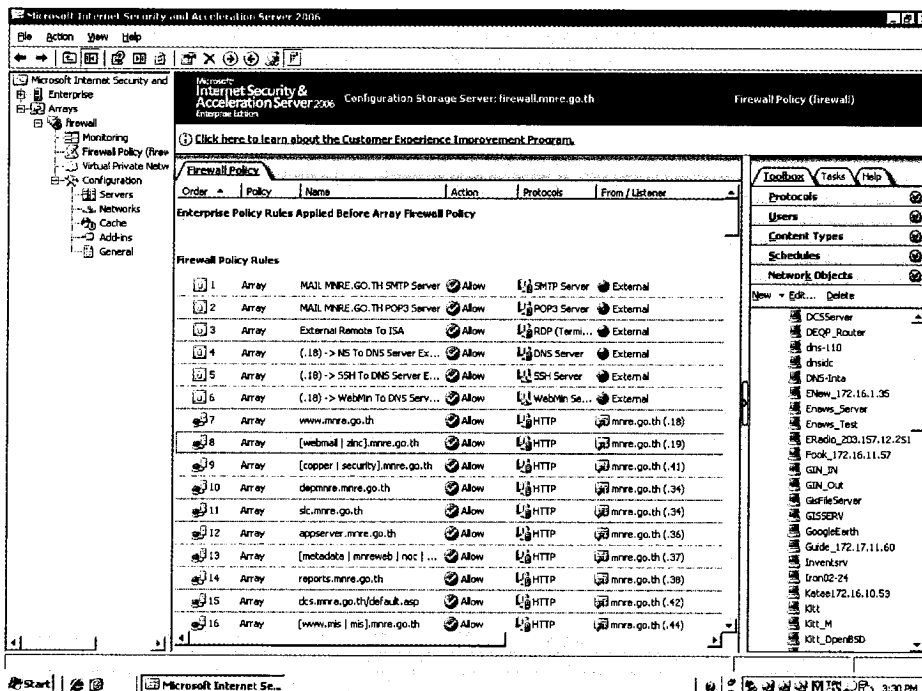 Microsoft Internet Security and Acceleration Server 2006
File Action View Help
Microsoft Internet Security and
Enterprise
Arrays
firewall
Monitoring
Firewall Policy (firew
Virtual Private Netw
Configuration
Servers
Networks
Cache
Add-ins
General
Microsoft
Internet Security &
Acceleration Server 2006
Enterprise Edition
Configuration Storage Server: firewall.mnre.go.th
Firewall Policy (firewall)
Click here to learn about the Customer Experience Improvement Program.
Firewall Policy
Order Policy Name Action Protocols From / Listener
Enterprise Policy Rules Applied Before Array Firewall Policy
Firewall Policy Rules
1 Array MAIL MNRE.GO.TH SMTP Server Allow SMTP Server External
2 Array MAIL MNRE.GO.TH POP3 Server Allow POP3 Server External
3 Array External Remote To ISA Allow RDP (Termi... External
4 Array (.18) -> NS To DNS Server Ex... Allow DNS Server External
5 Array (.18) -> SSH To DNS Server E... Allow SSH Server External
6 Array (.18) -> WebMin To DNS Serv... Allow WebMin Se... External
7 Array www.mnre.go.th Allow HTTP mnre.go.th (.18)
8 Array [webmail | zinc].mnre.go.th Allow HTTP mnre.go.th (.19)
9 Array [copper | security].mnre.go.th Allow HTTP mnre.go.th (.41)
10 Array depmnre.mnre.go.th Allow HTTP mnre.go.th (.34)
11 Array slc.mnre.go.th Allow HTTP mnre.go.th (.34)
12 Array appserver.mnre.go.th Allow HTTP mnre.go.th (.36)
13 Array [metadata | mnreweb | noc | ... Allow HTTP mnre.go.th (.37)
14 Array reports.mnre.go.th Allow HTTP mnre.go.th (.38)
15 Array dcs.mnre.go.th/default.asp Allow HTTP mnre.go.th (.42)
16 Array [www.mis | mis].mnre.go.th Allow HTTP mnre.go.th (.44)
Toolbox Tasks Help
Protocols
Users
Content Types
Schedules
Network Objects
New Edit... Delete
DCSServer
DEQP_Router
dns-110
dnsidc
DNS-Inta
ENew_172.16.1.35
Enews_Server
Enews_Test
ERadio_203.157.12.251
Fook_172.16.11.57
GIN_IN
GIN_Out
GisFileServer
GISSERV
GoogleEarth
Guide_172.17.11.60
Inventsrv
Iron02-24
Katae172.16.10.53
Kitt
Kitt_M
Kitt_OpenBSD
Start Microsoft Internet Se... 3:30 PM